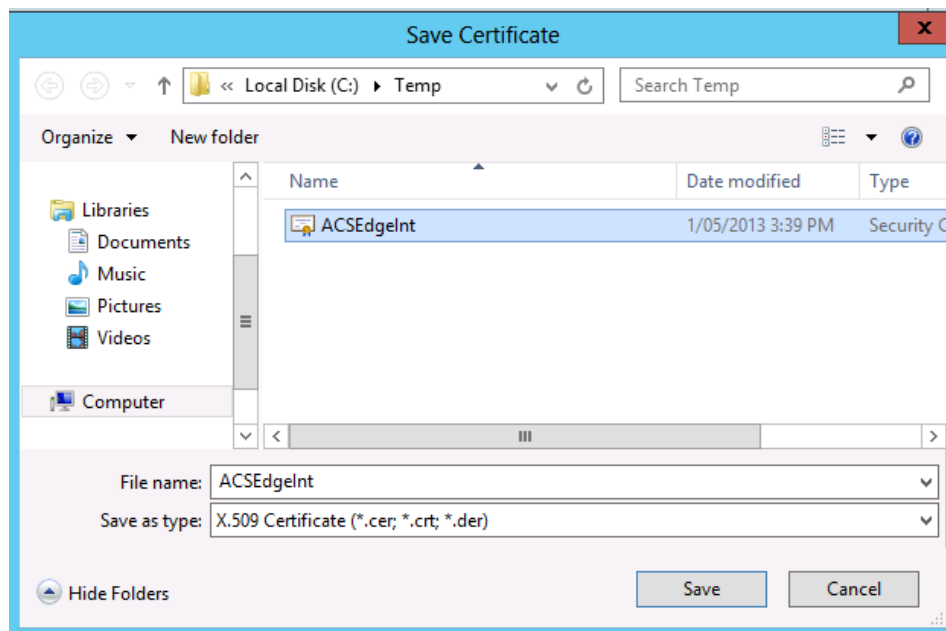 Save Certificate
x
« Local Disk (C:) Temp Search Temp
Organize New folder
Name Date modified Type
Libraries
Documents
Music
Pictures
Videos
Computer
ACSEdgeInt 1/05/2013 3:39 PM Security C
File name: ACSEdgeInt
Save as type: X.509 Certificate (*.cer; *.crt; *.der)
Hide Folders Save Cancel